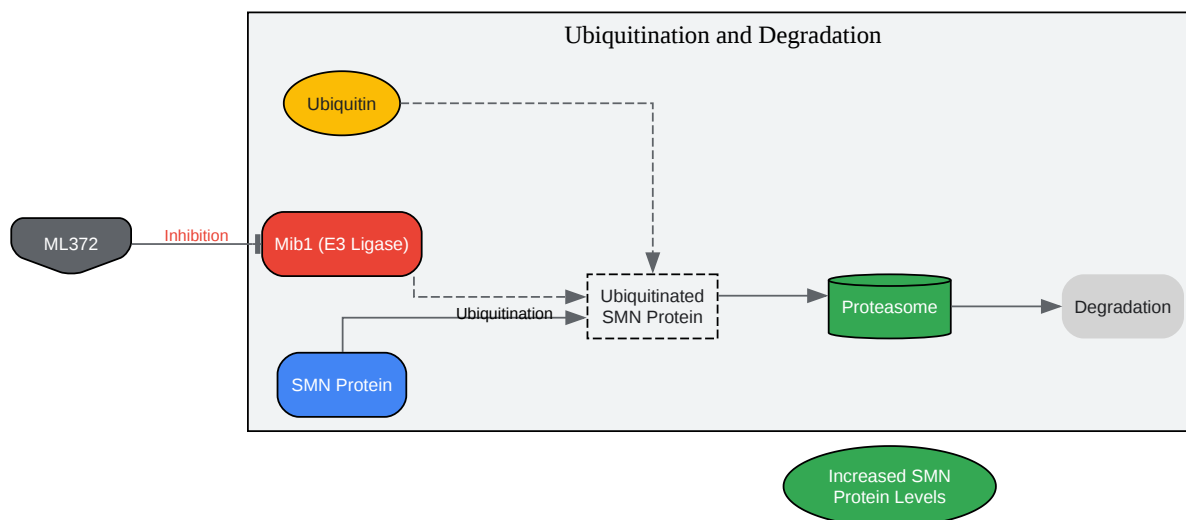 Ubiquitination and Degradation
Ubiquitin
ML372
Inhibition
Mib1 (E3 Ligase)
Ubiquitination
SMN Protein
Ubiquitinated
SMN Protein
Proteasome
Degradation
Increased SMN
Protein Levels